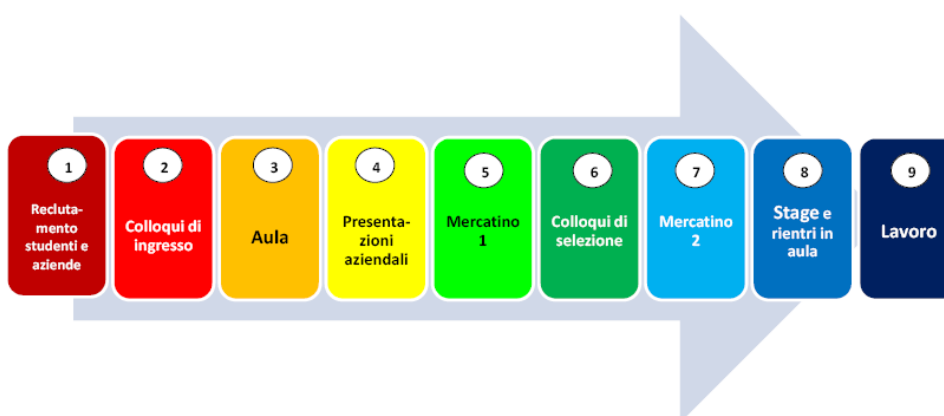 1
Recluta-
mento
studenti e
aziende
2
Colloqui di
ingresso
3
Aula
4
Presenta-
zioni
aziendali
5
Mercatino
1
6
Colloqui di
selezione
7
Mercatino
2
8
Stage e
rientri in
aula
9
Lavoro